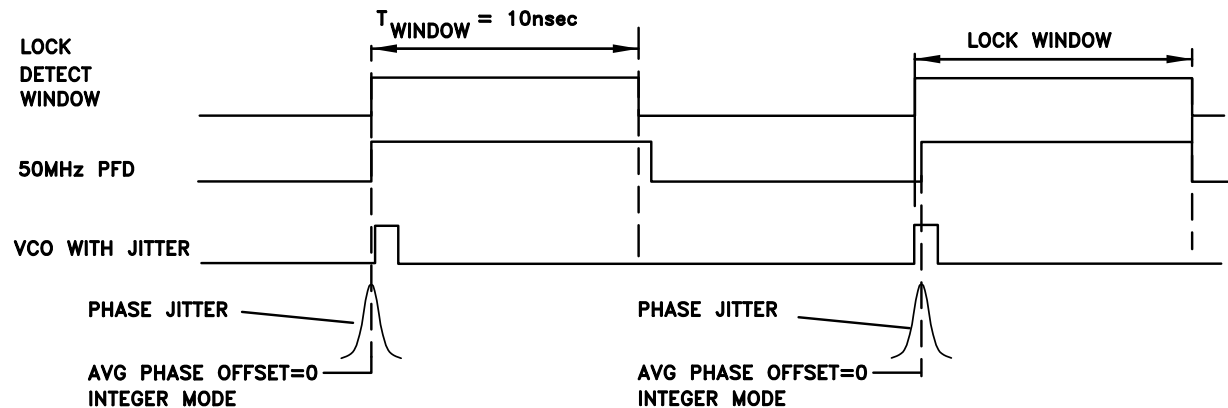 T WINDOW = 10nsec
LOCK WINDOW
LOCK
DETECT
WINDOW
50MHz PFD
VCO WITH JITTER
PHASE JITTER
PHASE JITTER
AVG PHASE OFFSET=0
INTEGER MODE
AVG PHASE OFFSET=0
INTEGER MODE